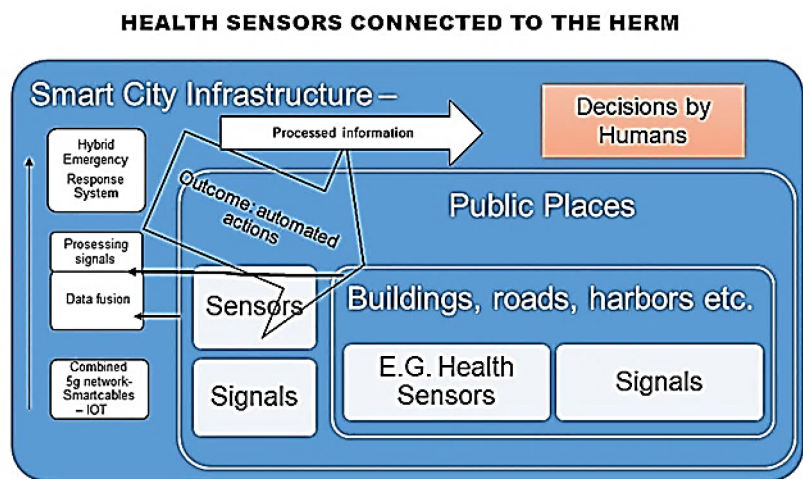 HEALTH SENSORS CONNECTED TO THE HERM
Smart City Infrastructure –
Processed information
Decisions by
Humans
Hybrid
Emergency
Response
System
Outcome: automated
actions
Public Places
Prosessing
signals
Data fusion
Sensors
Buildings, roads, harbors etc.
Combined
5g network-
Smartcables
– IOT
Signals
E.G. Health
Sensors
Signals